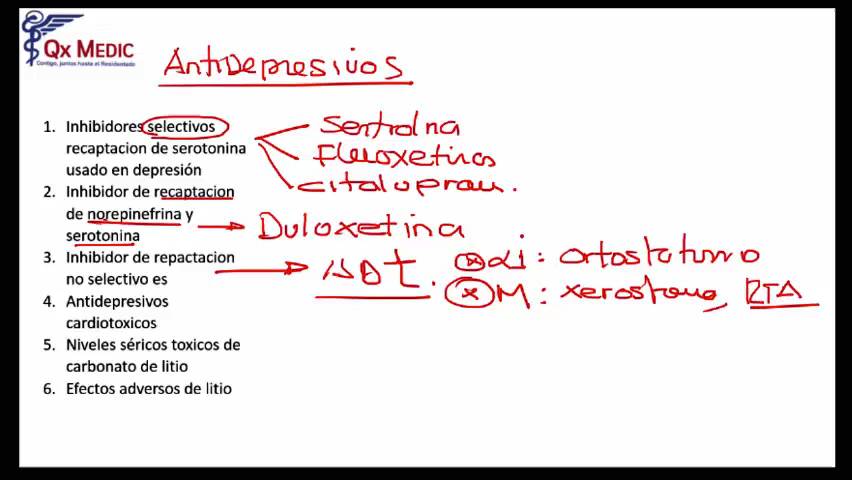 Qx MEDIC
Contigo, juntos hasta el Residentado
AntiDepresivos
1. Inhibidores selectivos
recaptacion de serotonina
usado en depresión
Sertralna
Fluoxetina
Citalopram.
2. Inhibidor de recaptacion
de norepinefrina y
serotonina
Duloxetina
3. Inhibidor de repactacion
no selectivo es
ADT.
x α1: ortostatismo
x M: xerostomia, RTA
4. Antidepresivos
cardiotoxicos
5. Niveles séricos toxicos de
carbonato de litio
6. Efectos adversos de litio